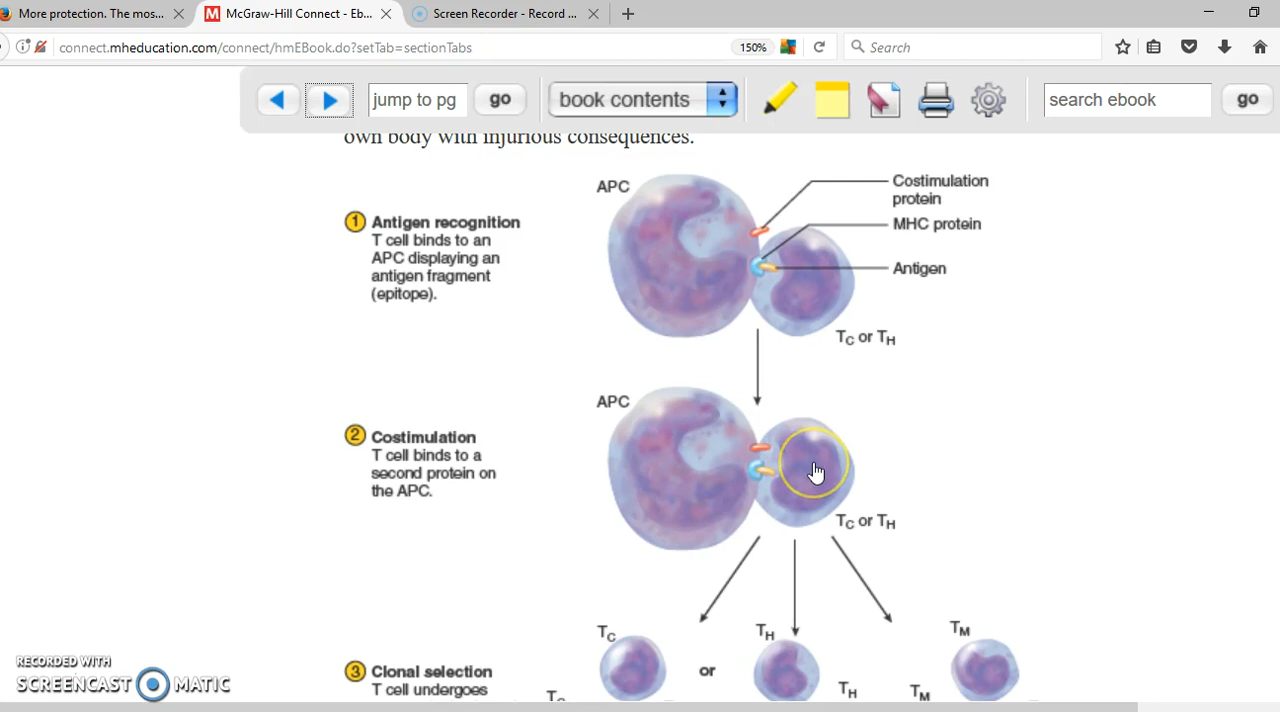 More protection. The mos...
McGraw-Hill Connect - Eb...
Screen Recorder - Record ...
connect.mheducation.com/connect/hmEBook.do?setTab=sectionTabs
150%
Search
jump to pg
go
book contents
search ebook
go
own body with injurious consequences.
APC
Costimulation
protein
MHC protein
Antigen
1 Antigen recognition
T cell binds to an
APC displaying an
antigen fragment
(epitope).
TC or TH
APC
2 Costimulation
T cell binds to a
second protein on
the APC.
TC or TH
TC
TH
TM
3 Clonal selection
T cell undergoes
or
TC
TH
TM
RECORDED WITH
SCREENCAST MATIC